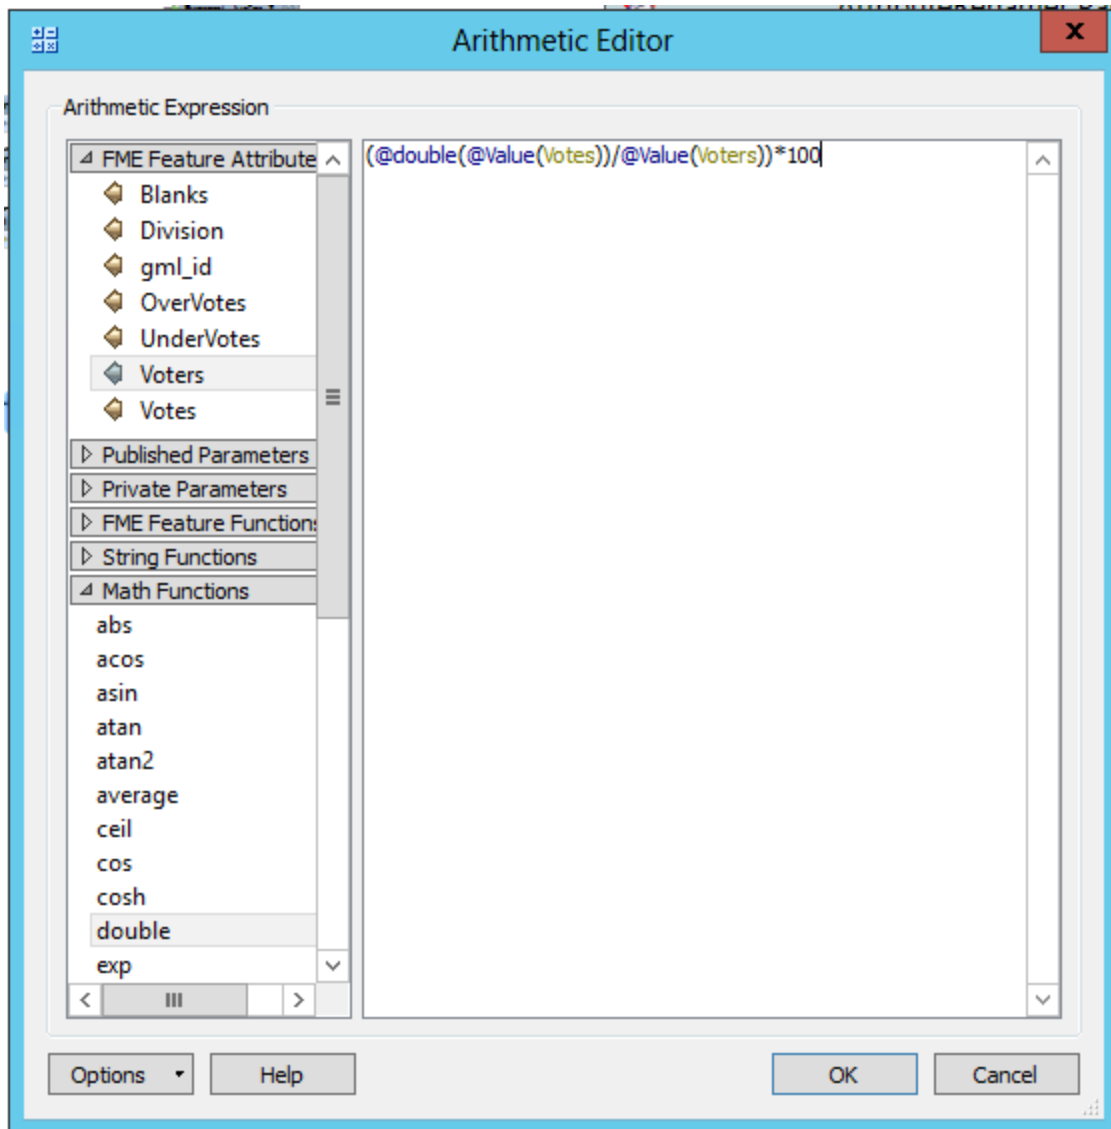 Arithmetic Editor
x
Arithmetic Expression
FME Feature Attribute
Blanks
Division
gml_id
OverVotes
UnderVotes
Voters
Votes
Published Parameters
Private Parameters
FME Feature Functions
String Functions
Math Functions
abs
acos
asin
atan
atan2
average
ceil
cos
cosh
double
exp
(@double(@Value(Votes))/@Value(Voters))*100
Options
Help
OK
Cancel